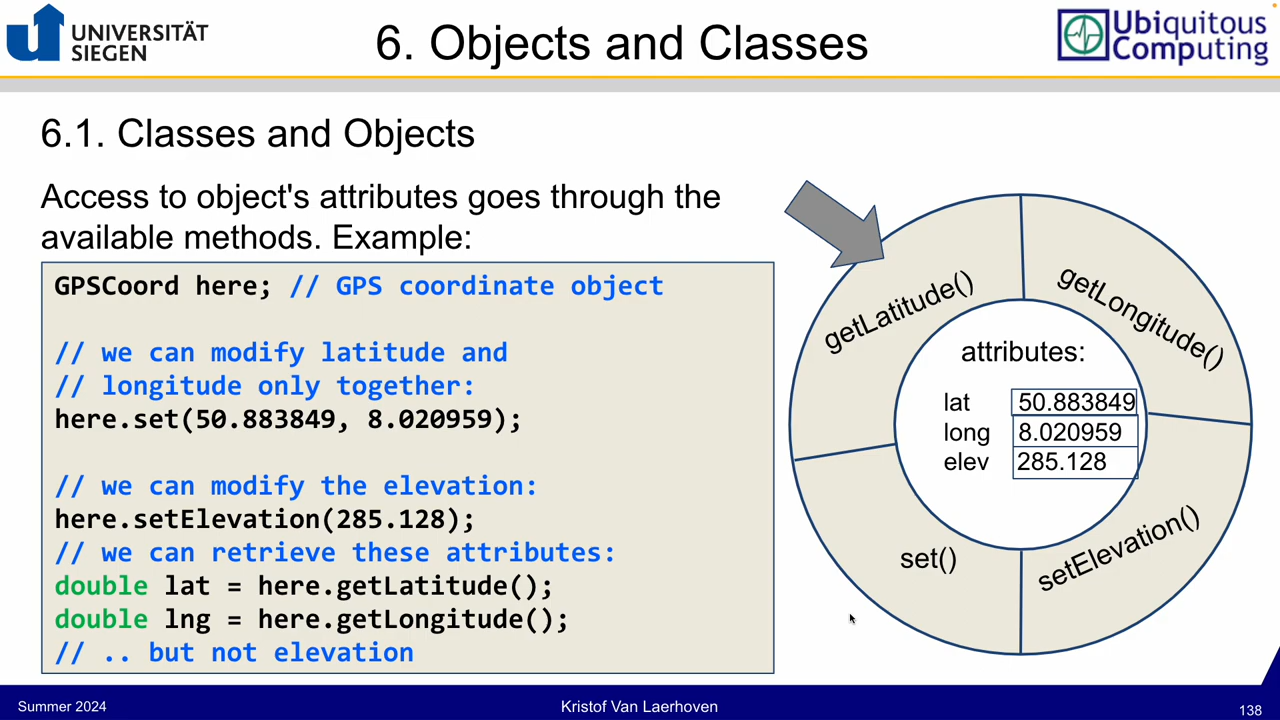 UNIVERSITÄT
SIEGEN
6. Objects and Classes
Ubiquitous
Computing
6.1. Classes and Objects
Access to object's attributes goes through the
available methods. Example:
GPSCoord here; // GPS coordinate object
// we can modify latitude and
// longitude only together:
here.set(50.883849, 8.020959);
// we can modify the elevation:
here.setElevation(285.128);
// we can retrieve these attributes:
double lat = here.getLatitude();
double lng = here.getLongitude();
// .. but not elevation
getLatitude()
getLongitude()
attributes:
lat 50.883849
long 8.020959
elev 285.128
set()
setElevation()
Summer 2024
Kristof Van Laerhoven
138